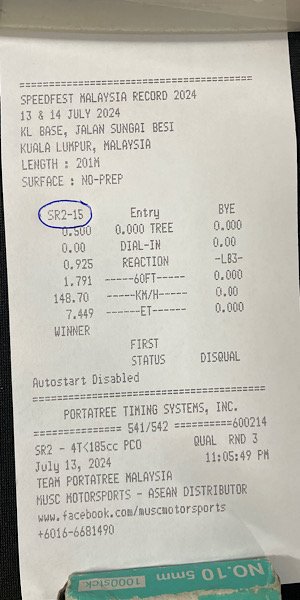 ========================================
SPEEDFEST MALAYSIA RECORD 2024
13 & 14 JULY 2024
KL BASE, JALAN SUNGAI BESI
KUALA LUMPUR, MALAYSIA
LENGTH : 201M
SURFACE : NO-PREP
SR2-15 Entry BYE
0.500 0.000 TREE 0.000
0.00 DIAL-IN 0.00
0.925 REACTION -LB3-
1.791 ------60FT------ 0.000
148.70 ------KM/H------ 0.00
7.449 -------ET------- 0.000
WINNER
FIRST
STATUS DISQUAL
Autostart Disabled
========================================
PORTATREE TIMING SYSTEMS, INC.
=============== 541/542 ==========600214
SR2 - 4T<185cc PCO QUAL RND 3
July 13, 2024 11:05:49 PM
TEAM PORTATREE MALAYSIA
MUSC MOTORSPORTS - ASEAN DISTRIBUTOR
www.facebook.com/muscmotorsports
+6016-6681490
NO.10 5mm
1000stck